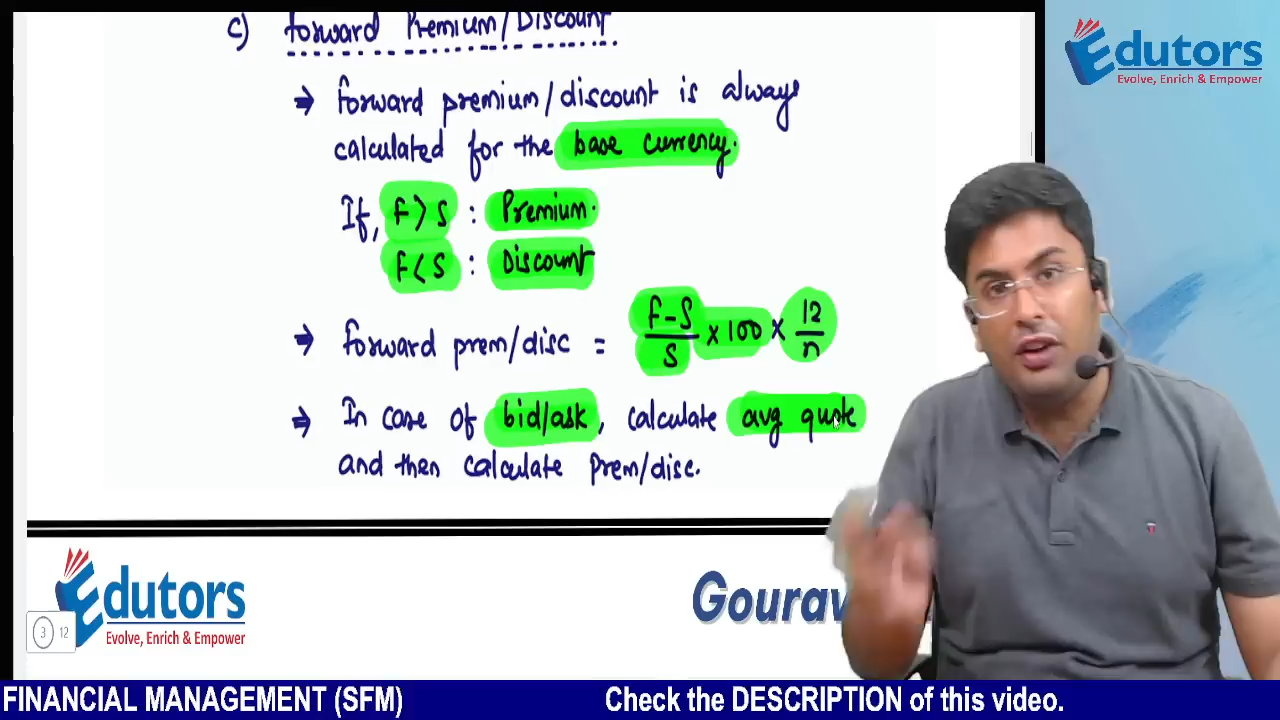 c) Forward Premium/Discount
⇒ Forward premium/discount is always
calculated for the base currency.
If, F > S : Premium.
F < S : Discount
⇒ Forward prem/disc = F-S/S × 100 × 12/n
⇒ In case of bid/ask, calculate avg quote
and then calculate Prem/disc.
Edutors
Evolve, Enrich & Empower
Edutors
Evolve, Enrich & Empower
Gourav
3 12
FINANCIAL MANAGEMENT (SFM) Check the DESCRIPTION of this video.